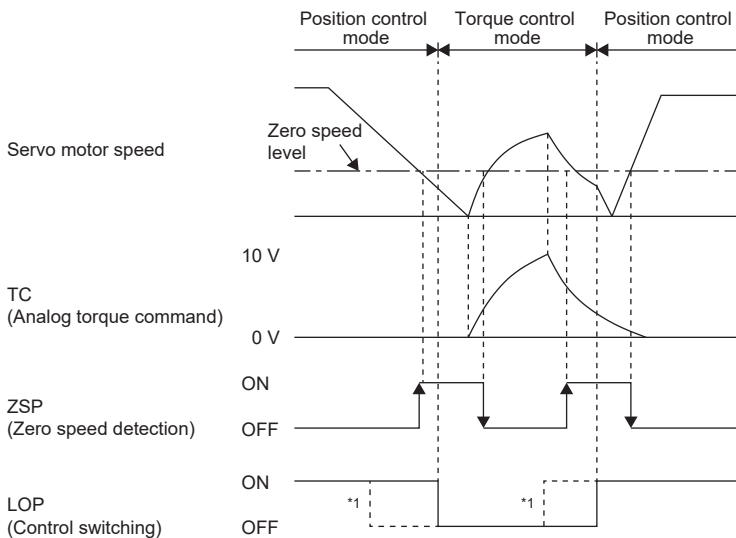 Position control
mode
Torque control
mode
Position control
mode
Servo motor speed
Zero speed
level
10 V
TC
(Analog torque command)
0 V
ON
ZSP
(Zero speed detection)
OFF
ON
LOP
(Control switching)
*1
*1
OFF